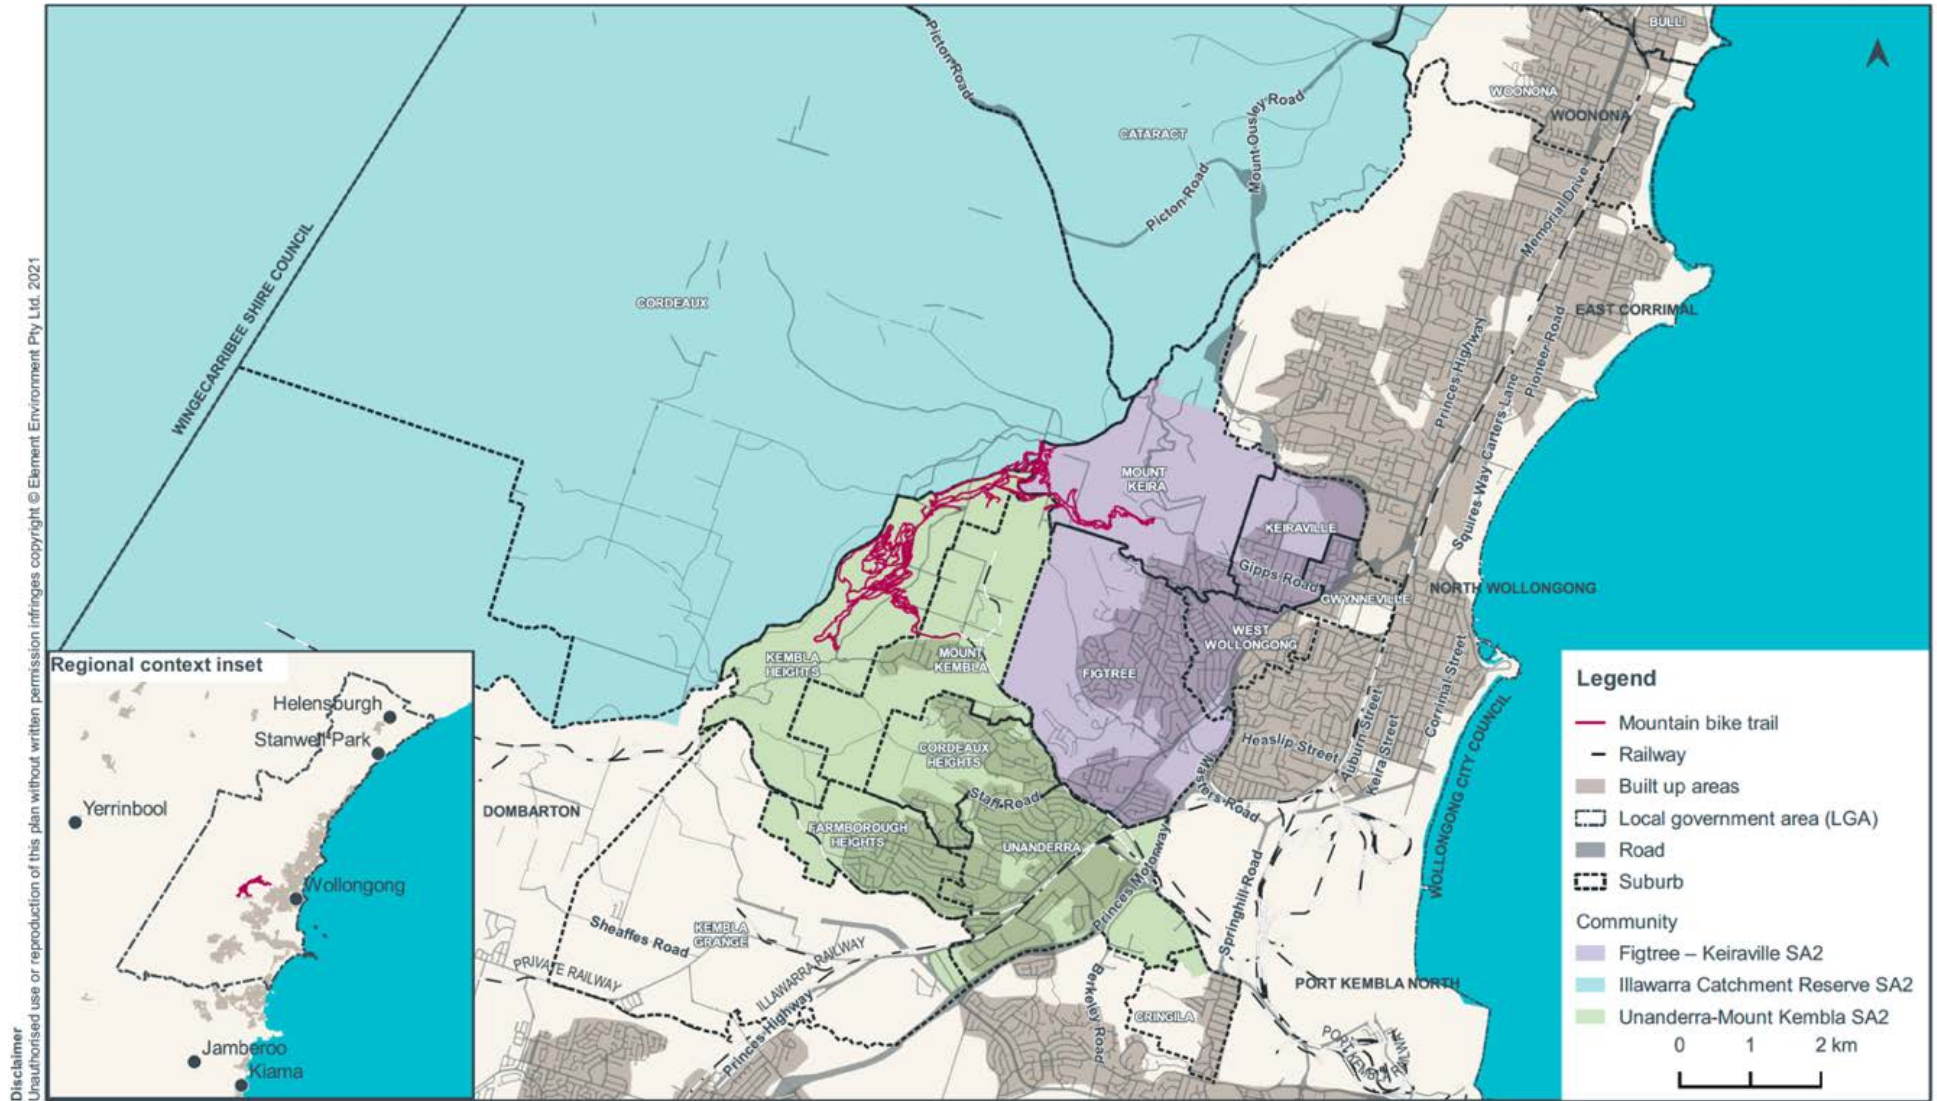 BULLI
Picton Road
WOONONA
WOONONA
Mount Ousley Road
CATARACT
Picton Road
Memorial Drive
WINGECARRIBEE SHIRE COUNCIL
CORDEAUX
EAST CORRIMAL
Princes Highway
Pioneer Road
Squires Way Carters Lane
MOUNT
KEIRA
KEIRAVILLE
Gipps Road
GWYNNEVILLE
NORTH WOLLONGONG
WEST
WOLLONGONG
KEMBLA
HEIGHTS
MOUNT
KEMBLA
FIGTREE
Corrimal Street
Auburn Street
Keira Street
Heaslip Street
Masters Road
CORDEAUX
HEIGHTS
Staff Road
DOMBARTON
FARMBOROUGH
HEIGHTS
UNANDERRA
Princes Motorway
WOLLONGONG CITY COUNCIL
Springhill Road
Sheaffes Road
KEMBLA
GRANGE
PRIVATE RAILWAY
ILLAWARRA RAILWAY
Princes Highway
Berkeley Road
CRINGILA
PORT KEMBLA NORTH
PORT KEMBLA RAILWAY
Regional context inset
Helensburgh
Stanwell Park
Yerrinbool
Wollongong
Jamberoo
Kiama
Legend
Mountain bike trail
Railway
Built up areas
Local government area (LGA)
Road
Suburb
Community
Figtree – Keiraville SA2
Illawarra Catchment Reserve SA2
Unanderra-Mount Kembla SA2
0 1 2 km
Disclaimer
Unauthorised use or reproduction of this plan without written permission infringes copyright © Element Environment Pty Ltd. 2021